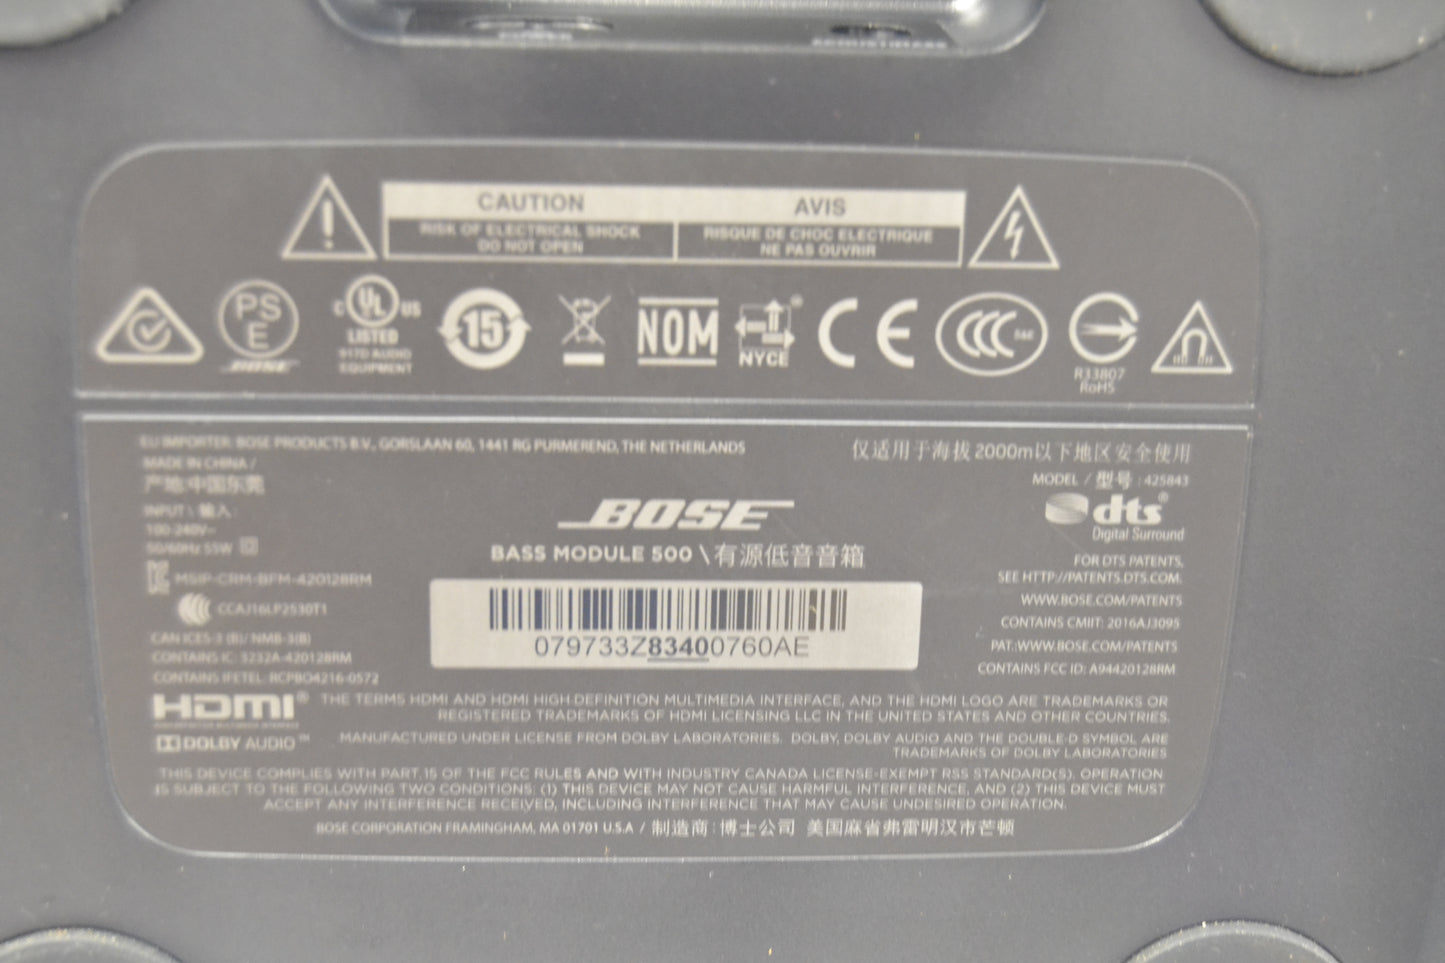 CAUTION
RISK OF ELECTRICAL SHOCK
DO NOT OPEN
AVIS
RISQUE DE CHOC ELECTRIQUE
NE PAS OUVRIR
PS
E
BOSE
C UL US
LISTED
917D AUDIO
EQUIPMENT
15
NOM
NYCE
CE
CCC S&E
R33807
RoHS
EU IMPORTER: BOSE PRODUCTS B.V., GORSLAAN 60, 1441 RG PURMEREND, THE NETHERLANDS
MADE IN CHINA /
产地:中国东莞
INPUT \ 输入:
100-240V~
50/60Hz 55W
MSIP-CRM-BFM-420128RM
CCAJ16LP2530T1
CAN ICES-3 (B)/ NMB-3(B)
CONTAINS IC: 3232A-420128RM
CONTAINS IFETEL: RCPBO4216-0572
仅适用于海拔2000m以下地区安全使用
MODEL / 型号 : 425843
dts®
Digital Surround
FOR DTS PATENTS,
SEE HTTP://PATENTS.DTS.COM.
WWW.BOSE.COM/PATENTS
CONTAINS CMIIT: 2016AJ3095
PAT.:WWW.BOSE.COM/PATENTS
CONTAINS FCC ID: A94420128RM
BOSE
BASS MODULE 500 \ 有源低音音箱
079733Z83400760AE
HDMI®
THE TERMS HDMI AND HDMI HIGH-DEFINITION MULTIMEDIA INTERFACE, AND THE HDMI LOGO ARE TRADEMARKS OR
REGISTERED TRADEMARKS OF HDMI LICENSING LLC IN THE UNITED STATES AND OTHER COUNTRIES.
DOLBY AUDIO™
MANUFACTURED UNDER LICENSE FROM DOLBY LABORATORIES. DOLBY, DOLBY AUDIO AND THE DOUBLE-D SYMBOL ARE
TRADEMARKS OF DOLBY LABORATORIES
THIS DEVICE COMPLIES WITH PART 15 OF THE FCC RULES AND WITH INDUSTRY CANADA LICENSE-EXEMPT RSS STANDARD(S). OPERATION
IS SUBJECT TO THE FOLLOWING TWO CONDITIONS: (1) THIS DEVICE MAY NOT CAUSE HARMFUL INTERFERENCE, AND (2) THIS DEVICE MUST
ACCEPT ANY INTERFERENCE RECEIVED, INCLUDING INTERFERENCE THAT MAY CAUSE UNDESIRED OPERATION.
BOSE CORPORATION FRAMINGHAM, MA 01701 U.S.A / 制造商：博士公司 美国麻省弗雷明汉市芒顿